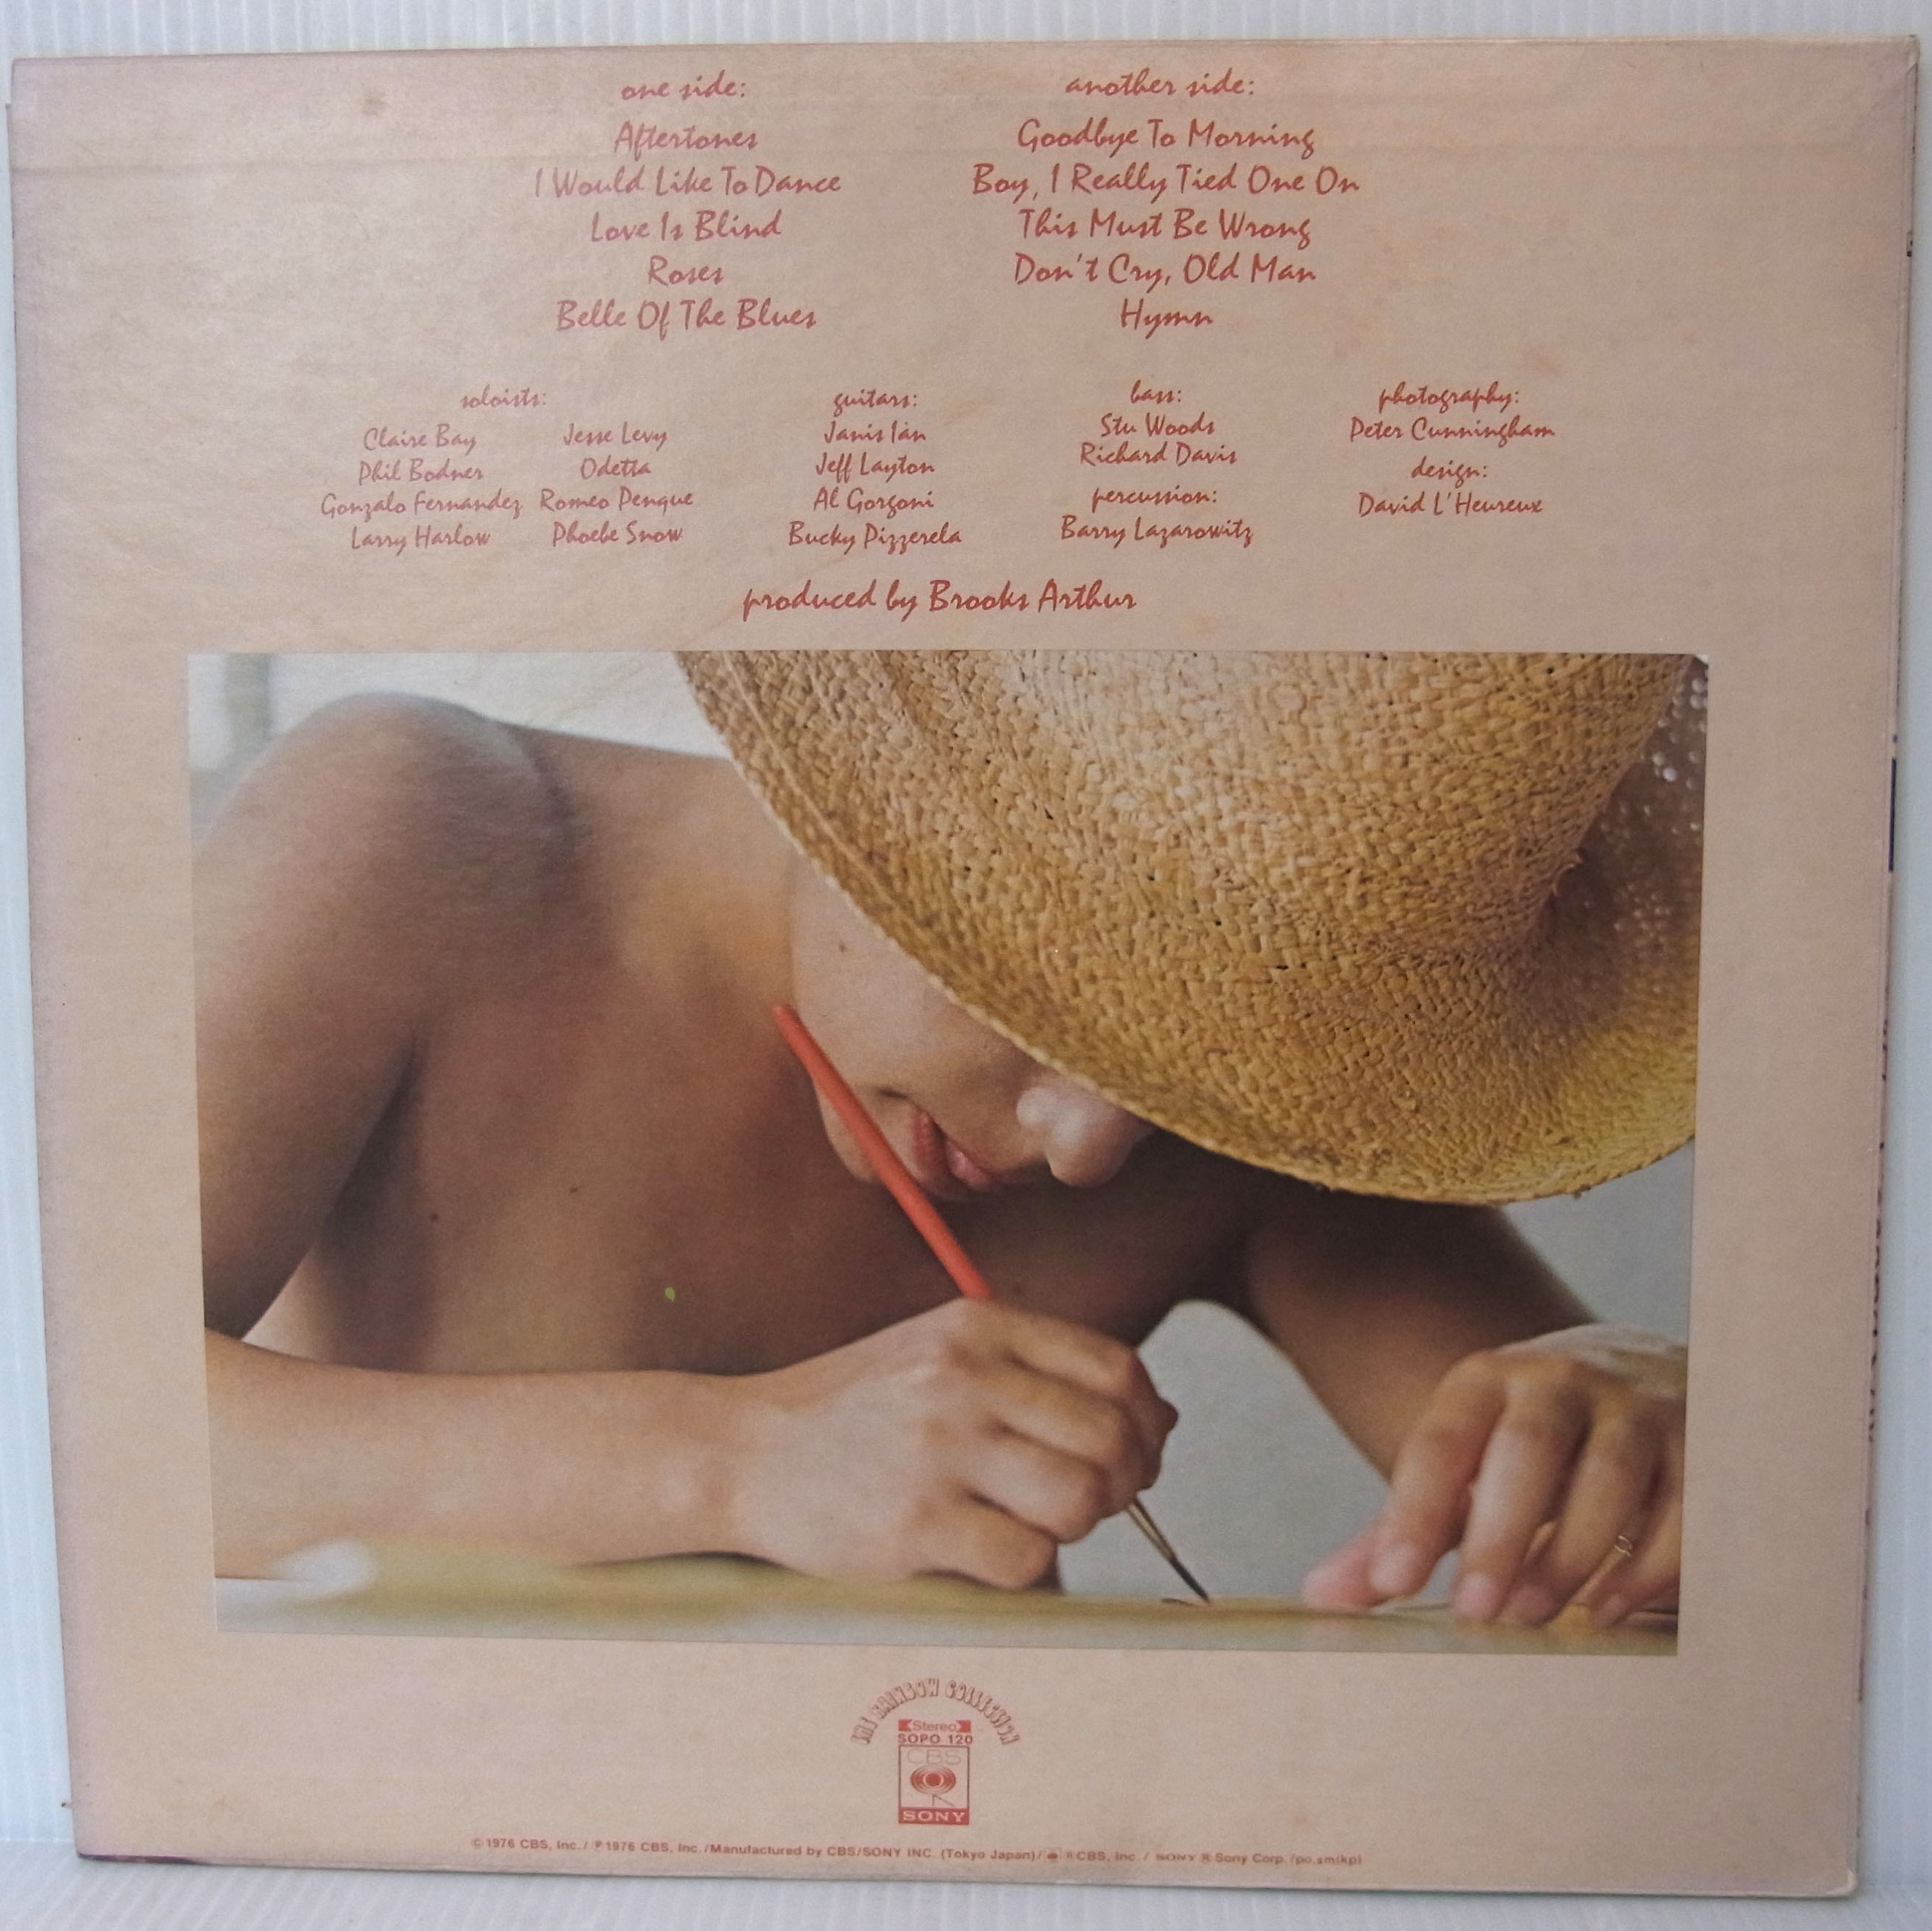 one side:
Aftertones
I Would Like To Dance
Love Is Blind
Roses
Belle Of The Blues
another side:
Goodbye To Morning
Boy, I Really Tied One On
This Must Be Wrong
Don't Cry, Old Man
Hymn
soloists:
Claire Bay
Phil Bodner
Gonzalo Fernandez
Larry Harlow
Jesse Levy
Odetta
Romeo Penque
Phoebe Snow
guitars:
Janis Ian
Jeff Layton
Al Gorgoni
Bucky Pizzerela
bass:
Stu Woods
Richard Davis
percussion:
Barry Lazarowitz
photography:
Peter Cunningham
design:
David L'Heureux
produced by Brooks Arthur
THE RAINBOW COLLECTION
Stereo
SOPO 120
CBS
SONY
©1976 CBS, Inc./ ℗1976 CBS, Inc./Manufactured by CBS/SONY INC. (Tokyo Japan)/ ® CBS, Inc. / SONY ® Sony Corp.